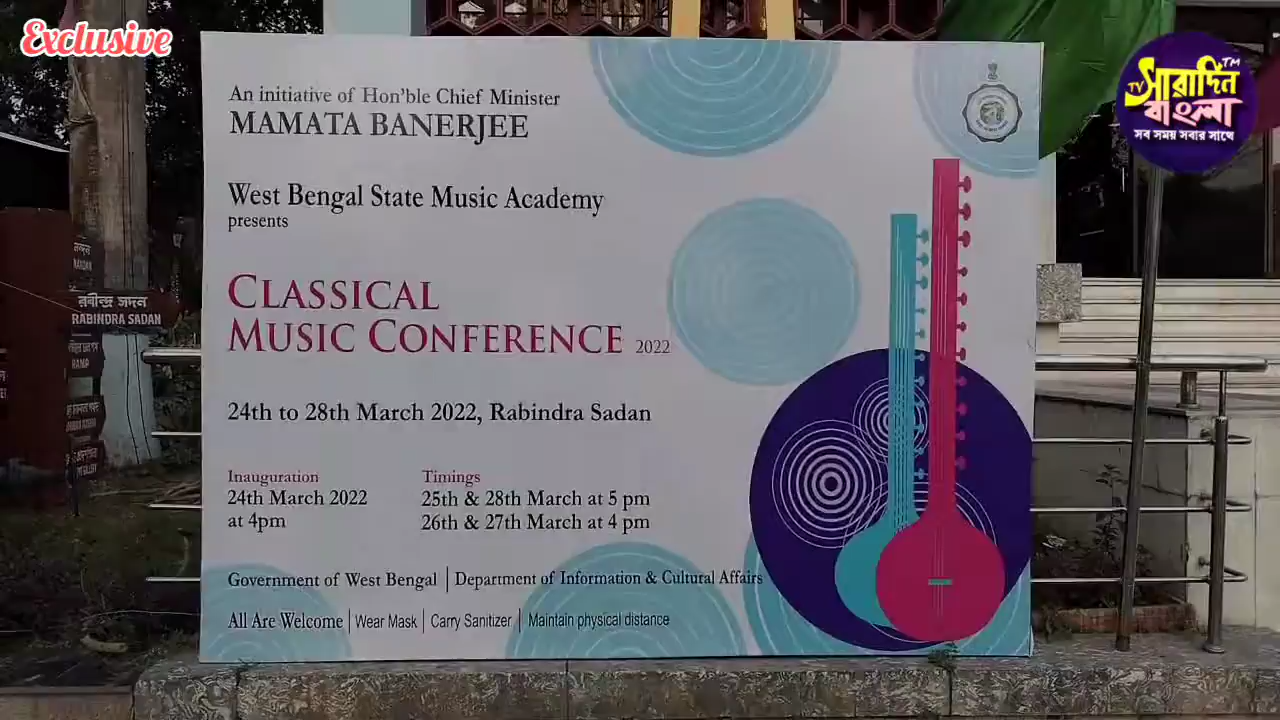 Exclusive
TV সারাদিন TM
বাংলা
সব সময় সবার সাথে
An initiative of Hon'ble Chief Minister
MAMATA BANERJEE
West Bengal State Music Academy
presents
CLASSICAL
MUSIC CONFERENCE 2022
24th to 28th March 2022, Rabindra Sadan
Inauguration
24th March 2022
at 4pm
Timings
25th & 28th March at 5 pm
26th & 27th March at 4 pm
Government of West Bengal | Department of Information & Cultural Affairs
All Are Welcome | Wear Mask | Carry Sanitizer | Maintain physical distance
রবীন্দ্র সদন
RABINDRA SADAN